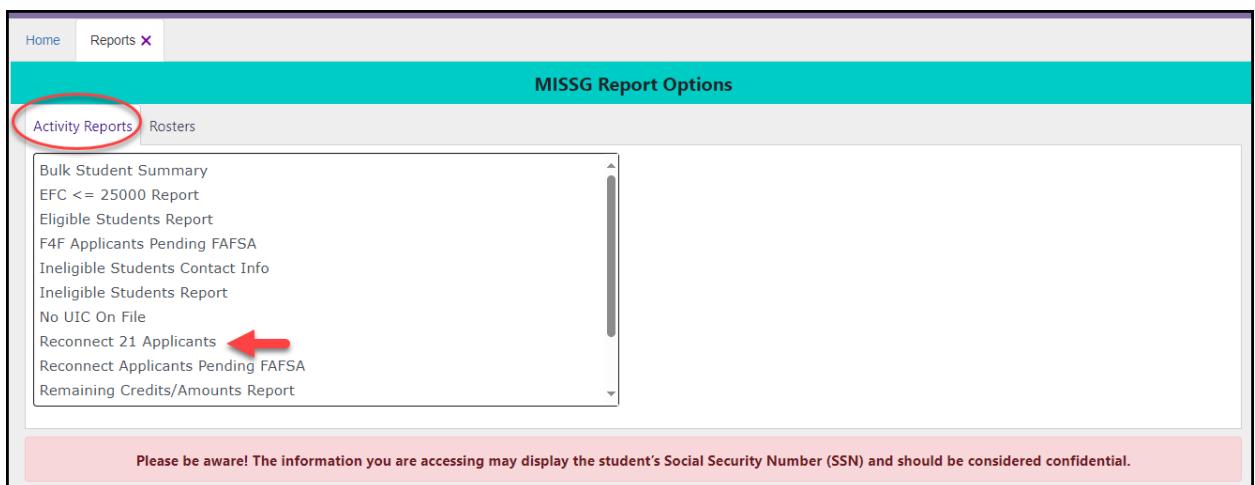 Home Reports X
MISSG Report Options
Activity Reports Rosters
Bulk Student Summary
EFC <= 25000 Report
Eligible Students Report
F4F Applicants Pending FAFSA
Ineligible Students Contact Info
Ineligible Students Report
No UIC On File
Reconnect 21 Applicants
Reconnect Applicants Pending FAFSA
Remaining Credits/Amounts Report
Please be aware! The information you are accessing may display the student's Social Security Number (SSN) and should be considered confidential.